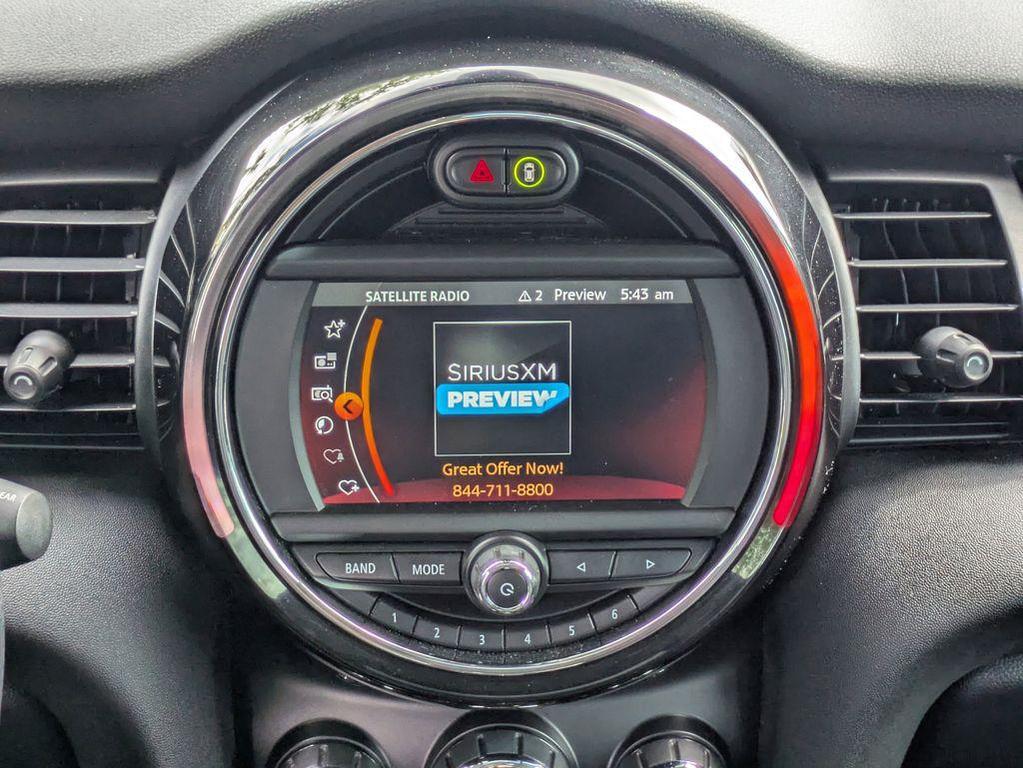 SATELLITE RADIO 2 Preview 5:43 am
SIRIUSXM
PREVIEW
Great Offer Now!
844-711-8800
EAR
BAND MODE
1 2 3 4 5 6